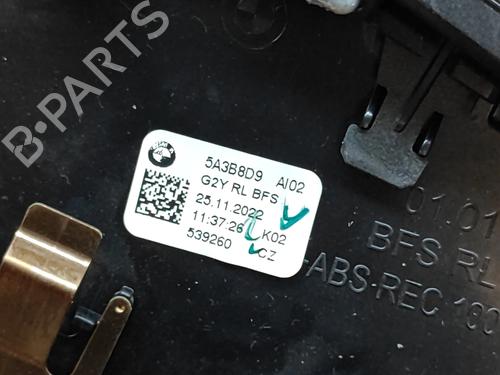 B-PARTS
5A3B8D9 AI02
G2Y RL BFS
25.11.2022
11:37:26 K02
539260 CZ
01.01
BFS RL
ABS-REC 100